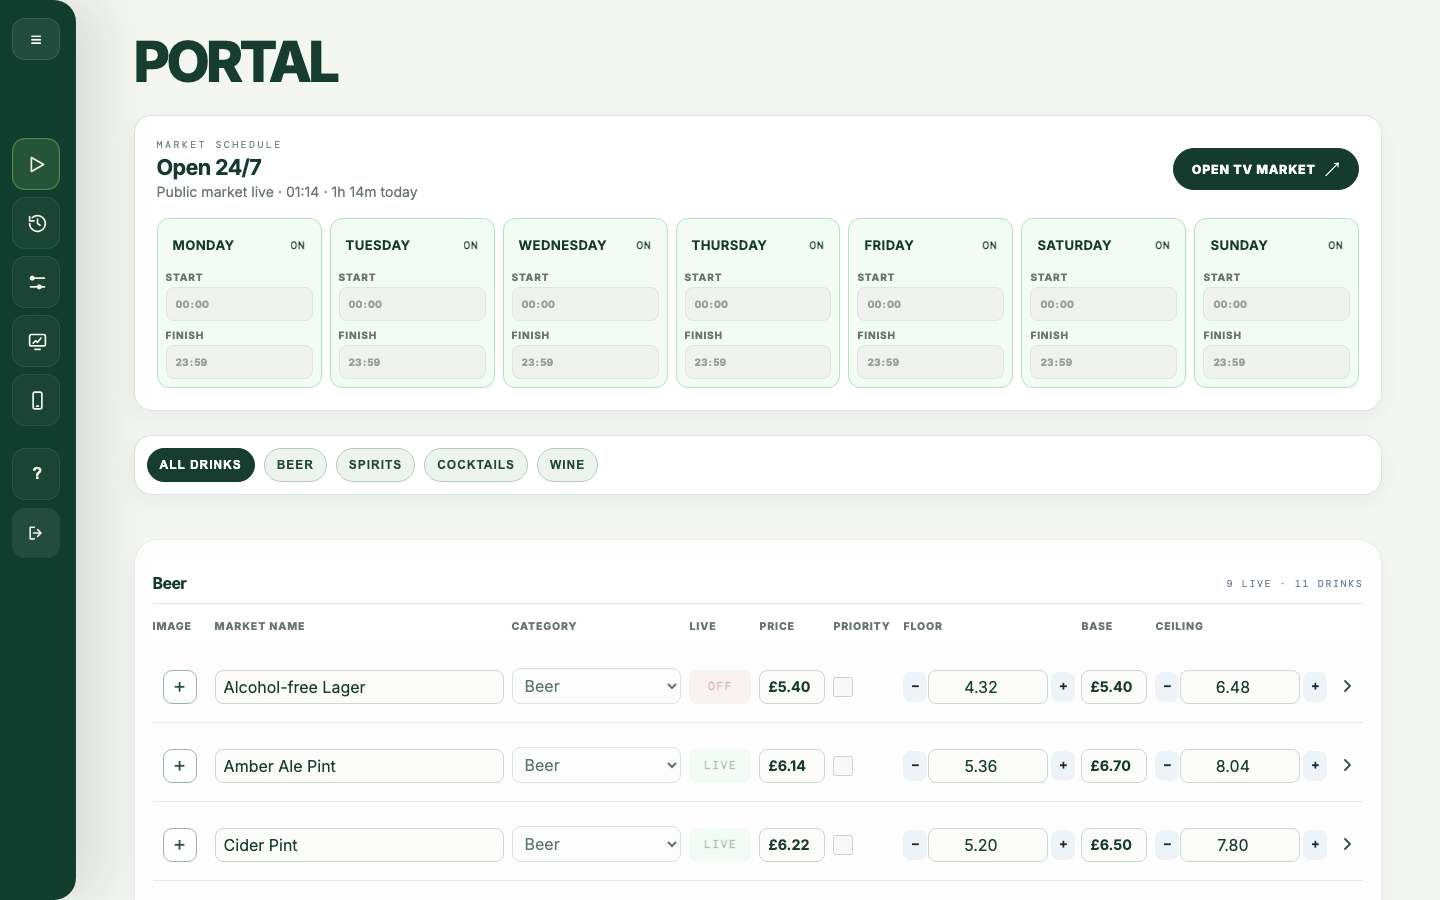 PORTAL
MARKET SCHEDULE
Open 24/7
Public market live · 01:14 · 1h 14m today
OPEN TV MARKET
MONDAY ON TUESDAY ON WEDNESDAY ON THURSDAY ON FRIDAY ON SATURDAY ON SUNDAY ON
START START START START START START START
00:00 00:00 00:00 00:00 00:00 00:00 00:00
FINISH FINISH FINISH FINISH FINISH FINISH FINISH
23:59 23:59 23:59 23:59 23:59 23:59 23:59
?
ALL DRINKS BEER SPIRITS COCKTAILS WINE
Beer 9 LIVE · 11 DRINKS
IMAGE MARKET NAME CATEGORY LIVE PRICE PRIORITY FLOOR BASE CEILING
+ Alcohol-free Lager Beer OFF £5.40 − 4.32 + £5.40 − 6.48 +
+ Amber Ale Pint Beer LIVE £6.14 − 5.36 + £6.70 − 8.04 +
+ Cider Pint Beer LIVE £6.22 − 5.20 + £6.50 − 7.80 +